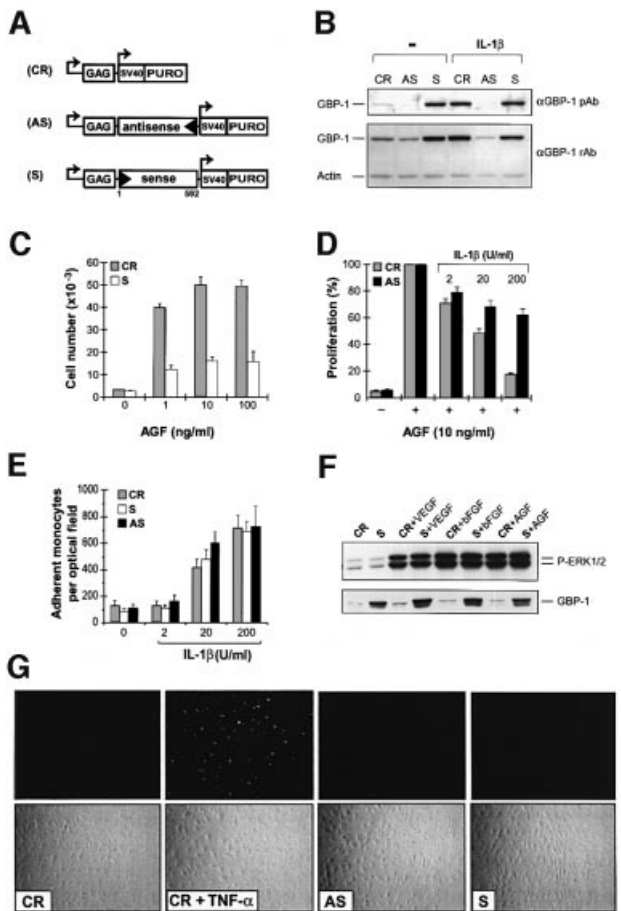 A
(CR) GAG SV40 PURO
(AS) GAG antisense SV40 PURO
(S) GAG sense SV40 PURO
1 592
B
– IL-1β
CR AS S CR AS S
GBP-1 αGBP-1 pAb
GBP-1 αGBP-1 rAb
Actin
C
CR
S
Cell number (x10⁻³)
60
50
40
30
20
10
0
0 1 10 100
AGF (ng/ml)
D
IL-1β (U/ml)
CR
AS
2 20 200
Proliferation (%)
100
80
60
40
20
0
– + + + +
AGF (10 ng/ml)
E
CR
S
AS
Adherent monocytes
per optical field
1000
800
600
400
200
0
0 2 20 200
IL-1β(U/ml)
F
CR S CR+VEGF S+VEGF CR+bFGF S+bFGF CR+AGF S+AGF
P-ERK1/2
GBP-1
G
CR CR + TNF-α AS S